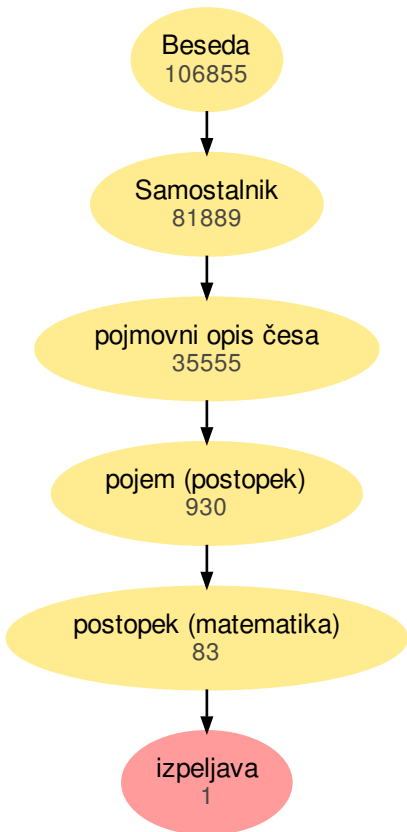 Beseda
106855
Samostalnik
81889
pojmovni opis česa
35555
pojem (postopek)
930
postopek (matematika)
83
izpeljava
1